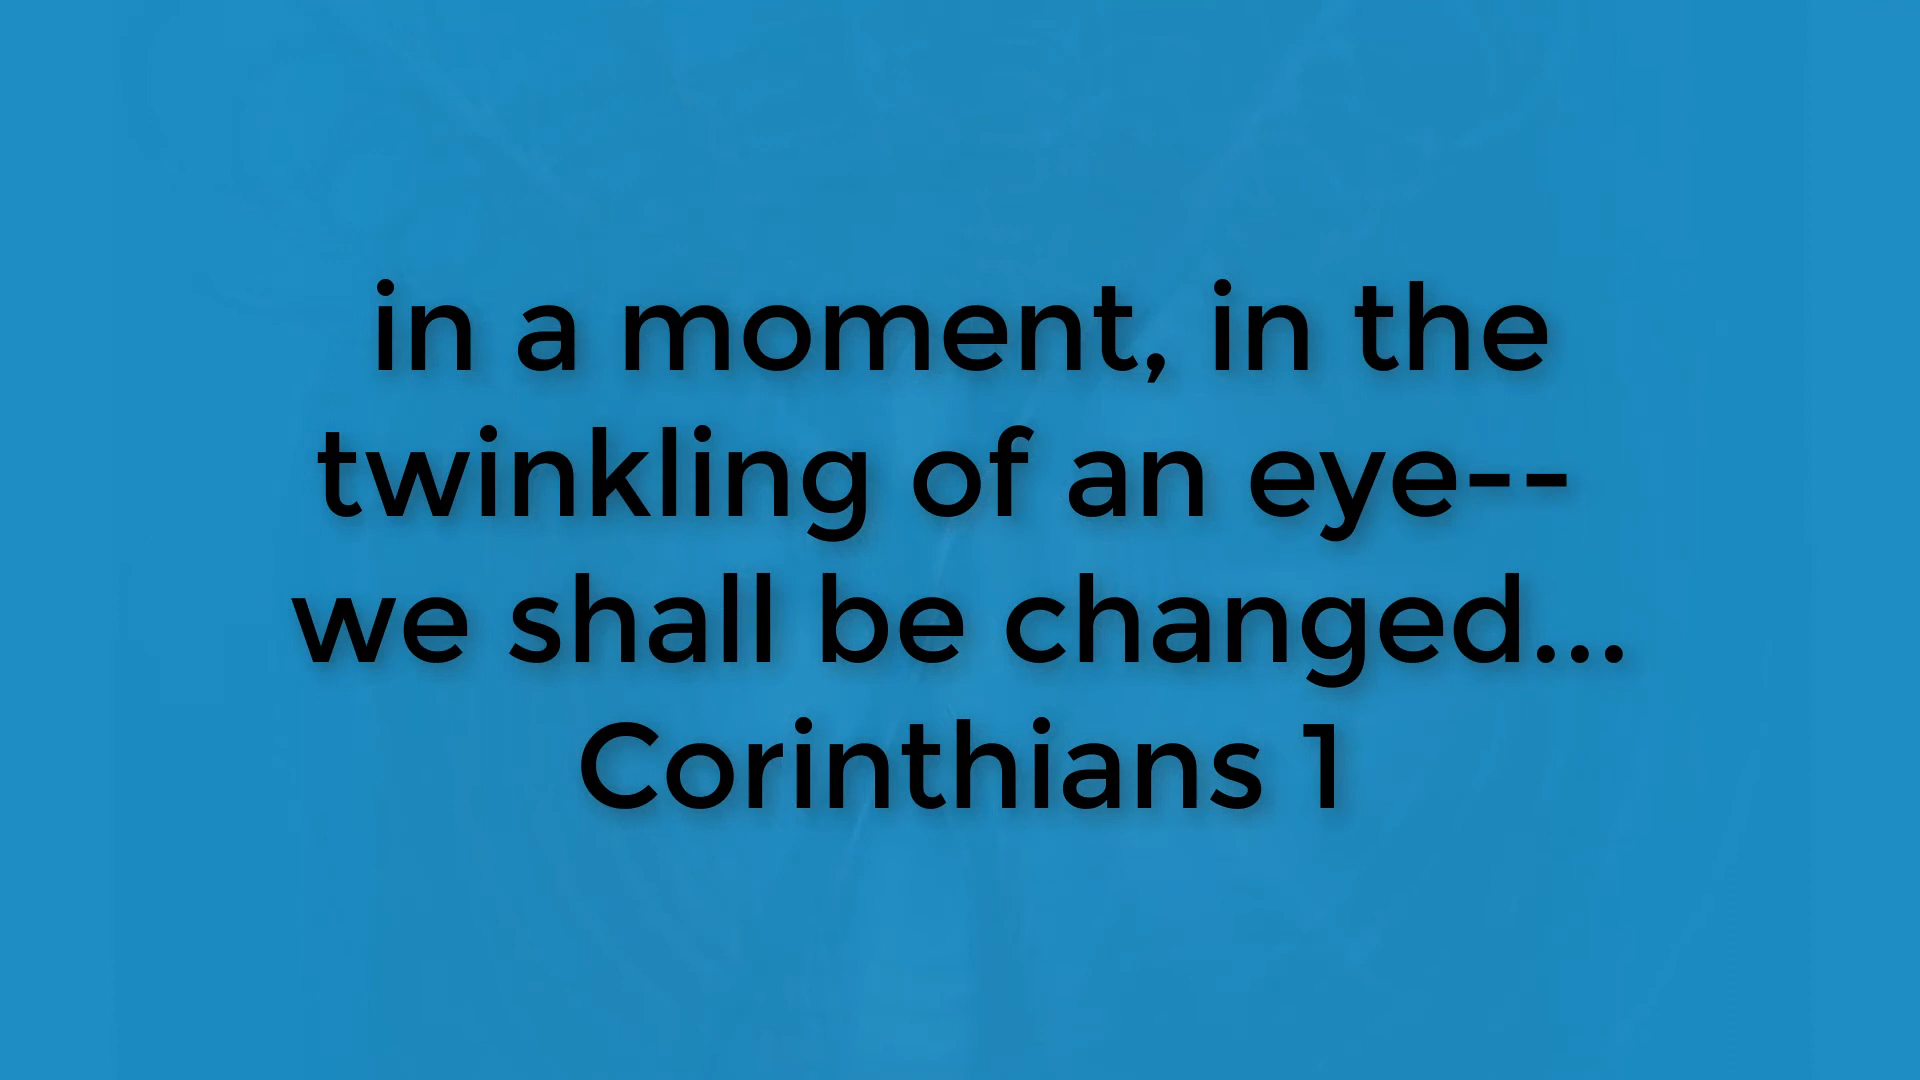 in a moment, in the
twinkling of an eye--
we shall be changed...
Corinthians 1